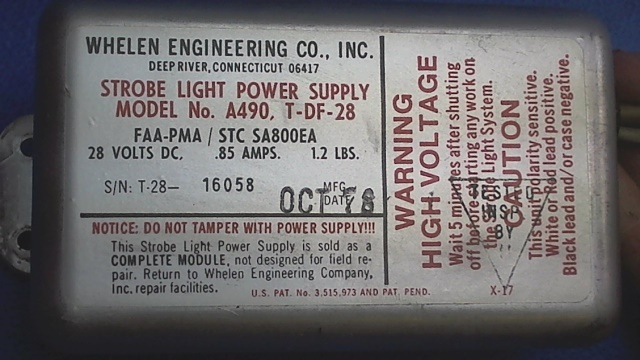 WHELEN ENGINEERING CO., INC.
DEEP RIVER, CONNECTICUT 06417
STROBE LIGHT POWER SUPPLY
MODEL No. A490, T-DF-28
FAA-PMA / STC SA800EA
28 VOLTS DC, .85 AMPS. 1.2 LBS.
S/N: T-28— 16058 MFG. DATE OCT 78
NOTICE: DO NOT TAMPER WITH POWER SUPPLY!!!
This Strobe Light Power Supply is sold as a
COMPLETE MODULE, not designed for field re-
pair. Return to Whelen Engineering Company,
Inc. repair facilities.
U.S. PAT. No. 3,515,973 AND PAT. PEND.
WARNING
HIGH VOLTAGE
Wait 5 minutes after shutting
off before starting any work on
the Strobe Light System.
CAUTION
This unit polarity sensitive.
White or Red lead positive.
Black lead and/or case negative.
BY
X-17